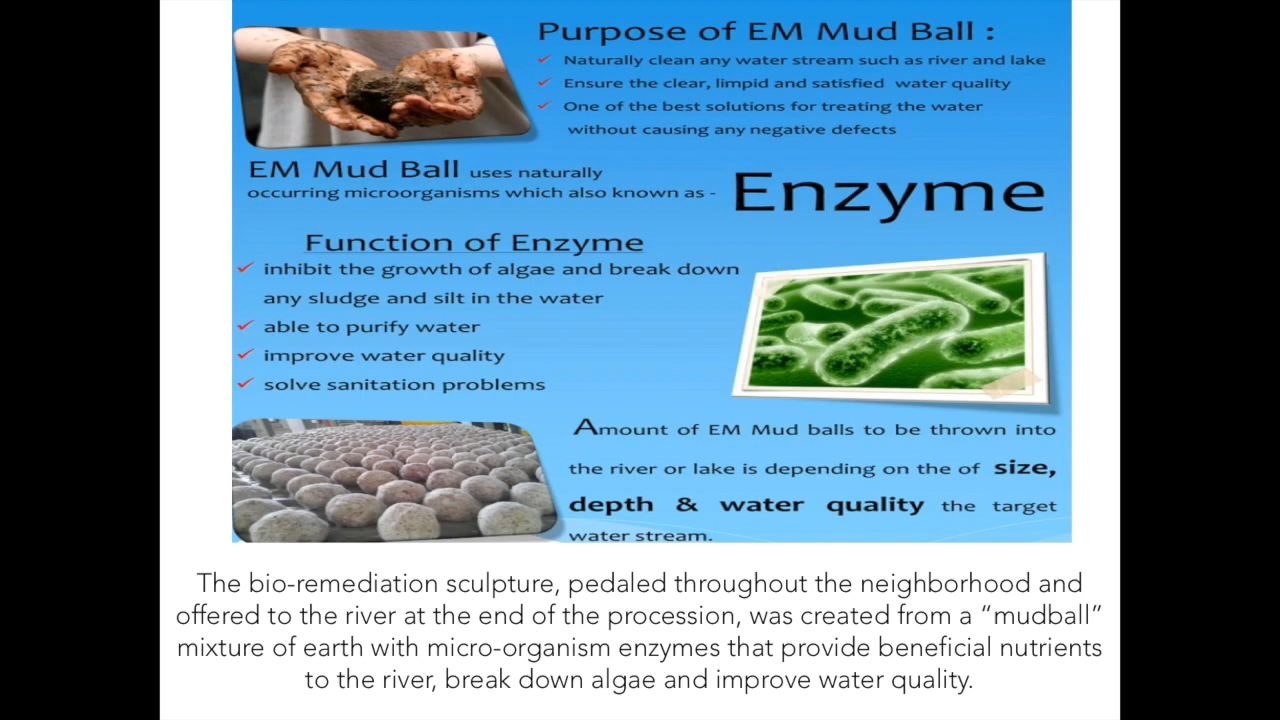 Purpose of EM Mud Ball :
✓ Naturally clean any water stream such as river and lake
✓ Ensure the clear, limpid and satisfied water quality
✓ One of the best solutions for treating the water
without causing any negative defects
EM Mud Ball uses naturally
occurring microorganisms which also known as -
Enzyme
Function of Enzyme
✓ inhibit the growth of algae and break down
any sludge and silt in the water
✓ able to purify water
✓ improve water quality
✓ solve sanitation problems
Amount of EM Mud balls to be thrown into
the river or lake is depending on the of size,
depth & water quality the target
water stream.
The bio-remediation sculpture, pedaled throughout the neighborhood and
offered to the river at the end of the procession, was created from a “mudball”
mixture of earth with micro-organism enzymes that provide beneficial nutrients
to the river, break down algae and improve water quality.